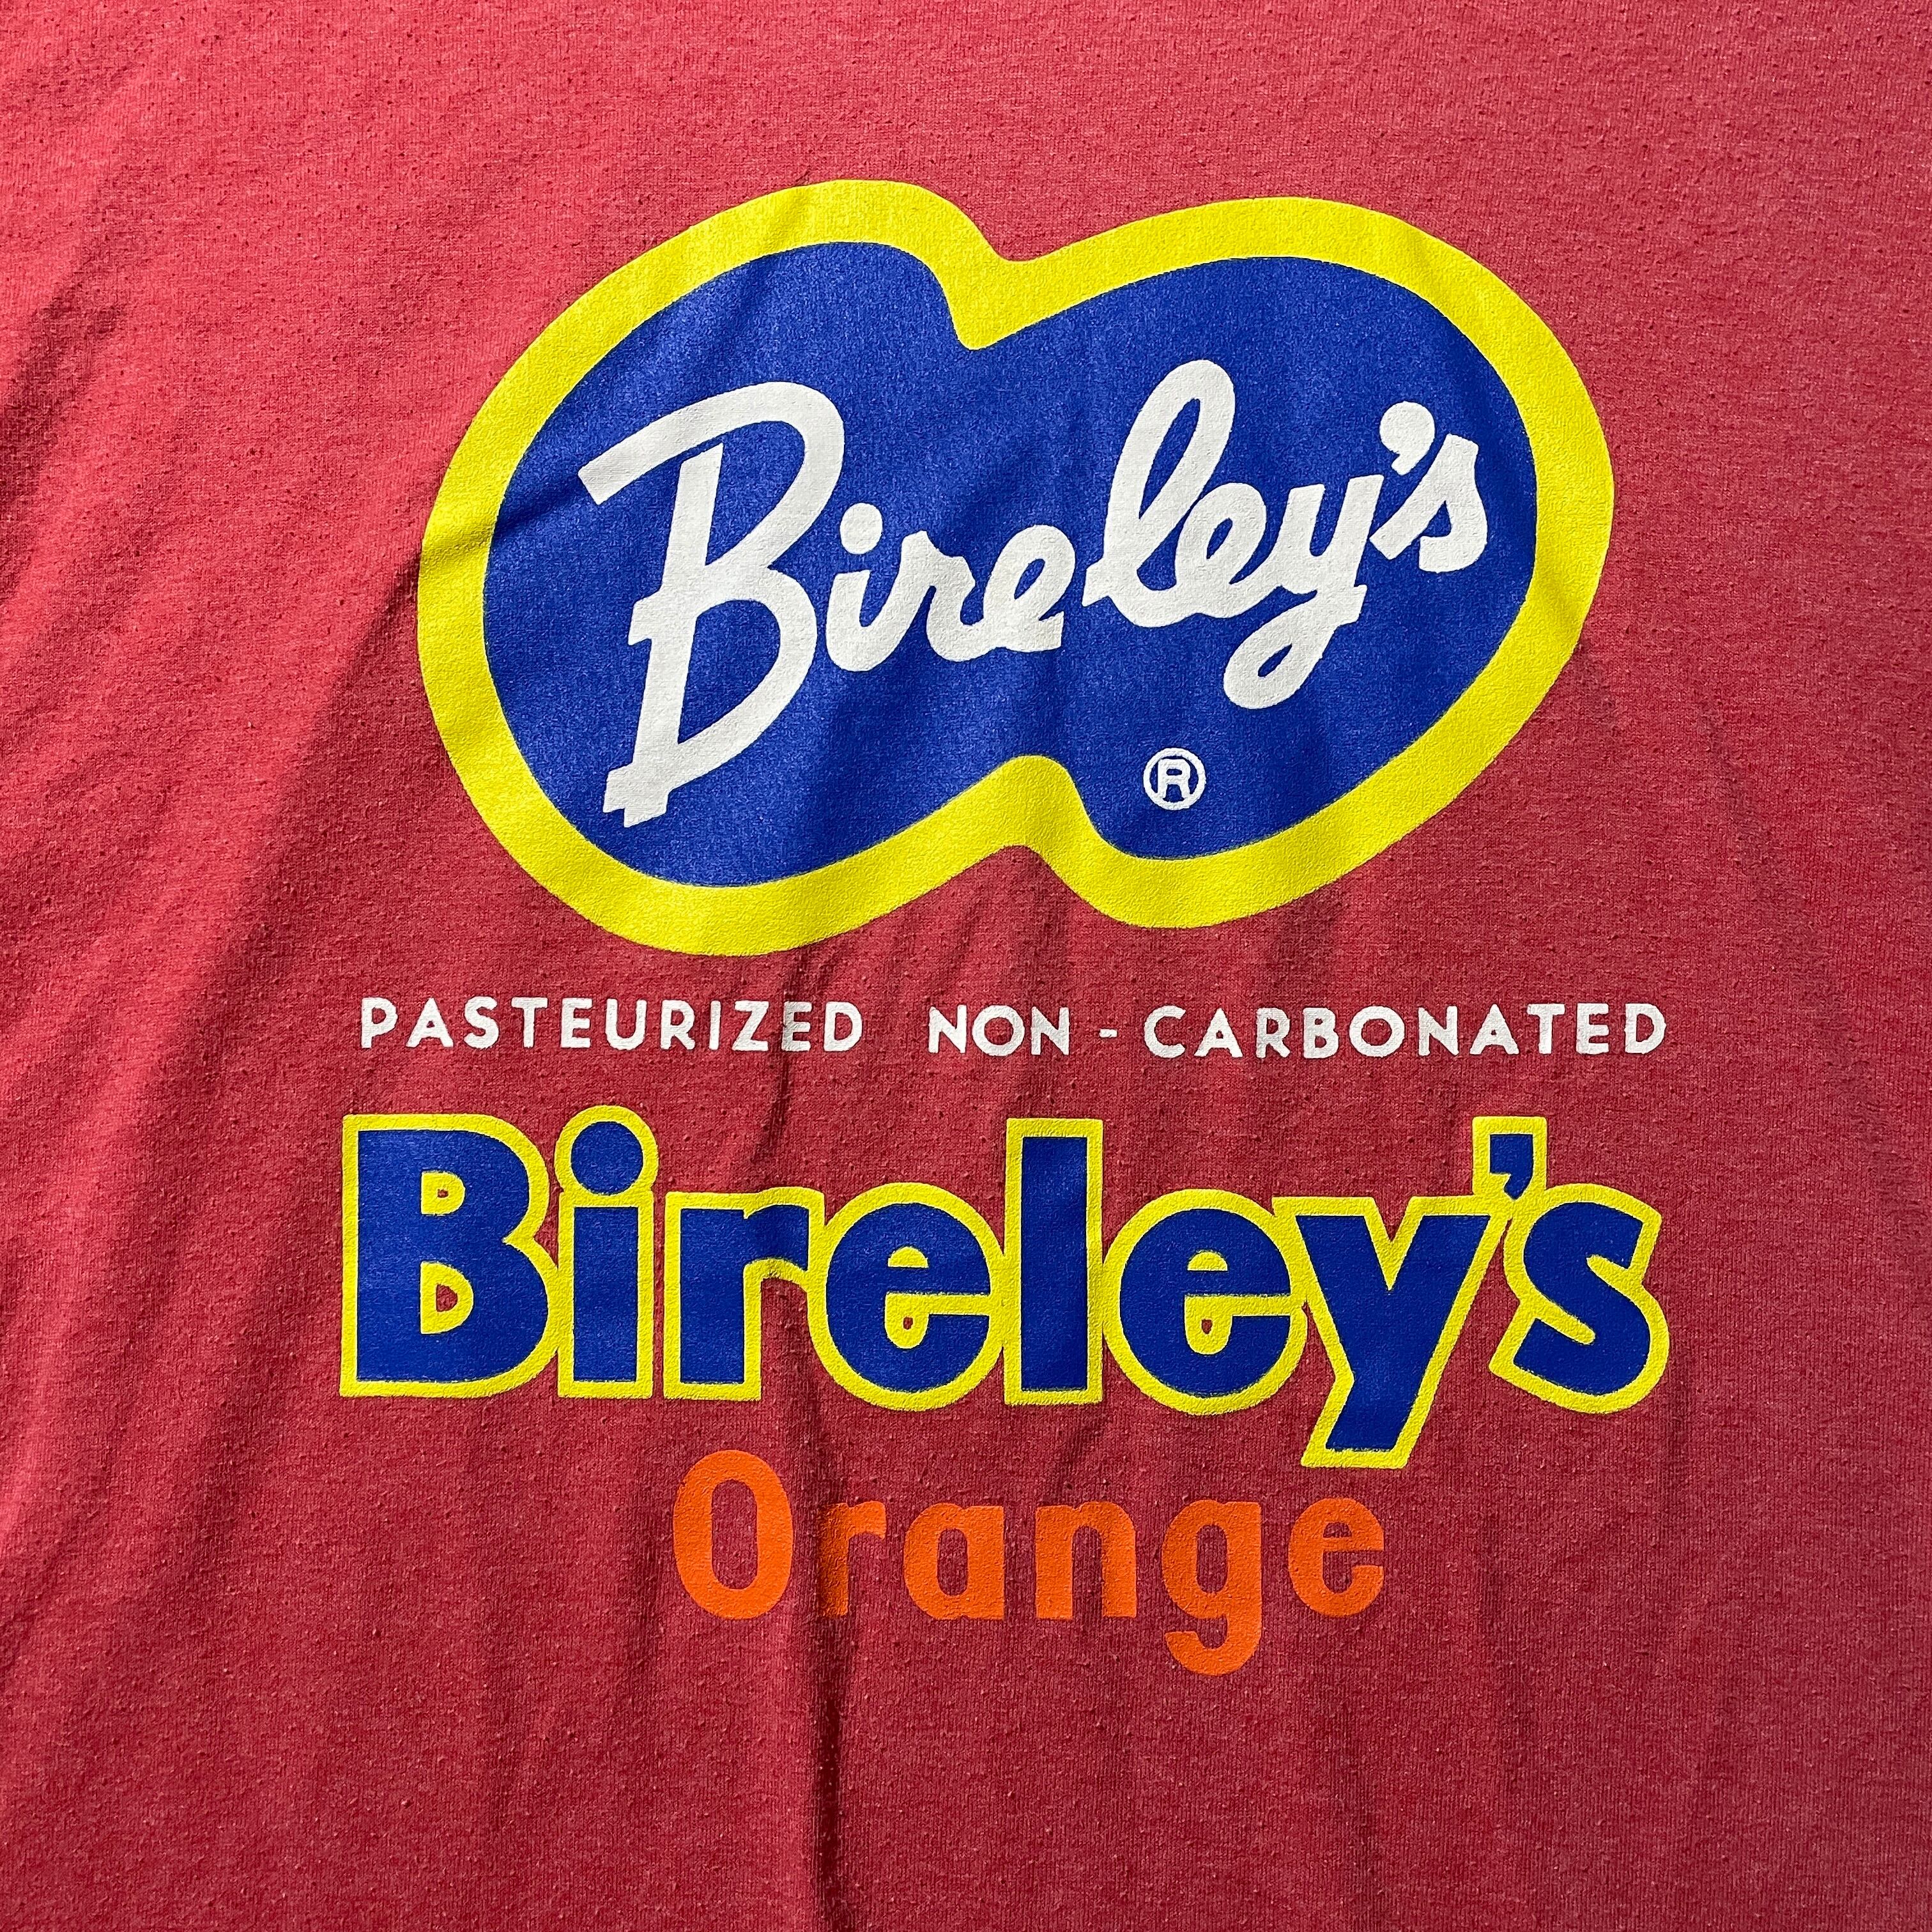 Bireley's
®
PASTEURIZED NON-CARBONATED
Bireley's
Orange